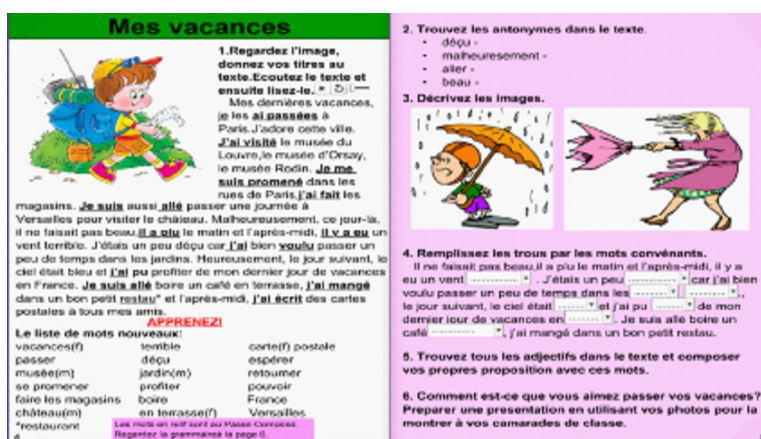 Mes vacances
1.Regardez l'image,
donnez vos titres au
texte.Ecoutez le texte et
ensuite lisez-le.
Mes dernières vacances,
je les ai passées à
Paris.J'adore cette ville.
J'ai visité le musée du
Louvre,le musée d'Orsay,
le musée Rodin. Je me
suis promené dans les
rues de Paris,j'ai fait les
magasins. Je suis aussi allé passer une journée à
Versailles pour visiter le château. Malheureusement, ce jour-là,
il ne faisait pas beau,il a plu le matin et l'après-midi, il y a eu un
vent terrible. J'étais un peu déçu car j'ai bien voulu passer un
peu de temps dans les jardins. Heureusement, le jour suivant, le
ciel était bleu et j'ai pu profiter de mon dernier jour de vacances
en France. Je suis allé boire un café en terrasse, j'ai mangé
dans un bon petit restau* et l'après-midi, j'ai écrit des cartes
postales à tous mes amis.
APPRENEZ!
Le liste de mots nouveaux:
vacances(f) terrible carte(f) postale
passer déçu espérer
musée(m) jardin(m) retourner
se promener profiter pouvoir
faire les magasins boire France
château(m) en terrasse(f) Versailles
*restaurant
Les mots en relif sont au Passé Composé.
Regardez la grammaire à la page 6.
2. Trouvez les antonymes dans le texte.
• déçu -
• malheuresement -
• aller -
• beau -
3. Décrivez les images.
4. Remplissez les trous par les mots convénants.
Il ne faisait pas beau,il a plu le matin et l'après-midi, il y a
eu un vent . J'étais un peu car j'ai bien
voulu passer un peu de temps dans les .,
le jour suivant, le ciel était et j'ai pu de mon
dernier jour de vacances en . Je suis allé boire un
café , j'ai mangé dans un bon petit restau.
5. Trouvez tous les adjectifs dans le texte et composer
vos propres proposition avec ces mots.
6. Comment est-ce que vous aimez passer vos vacances?
Preparer une presentation en utilisant vos photos pour la
montrer à vos camarades de classe.